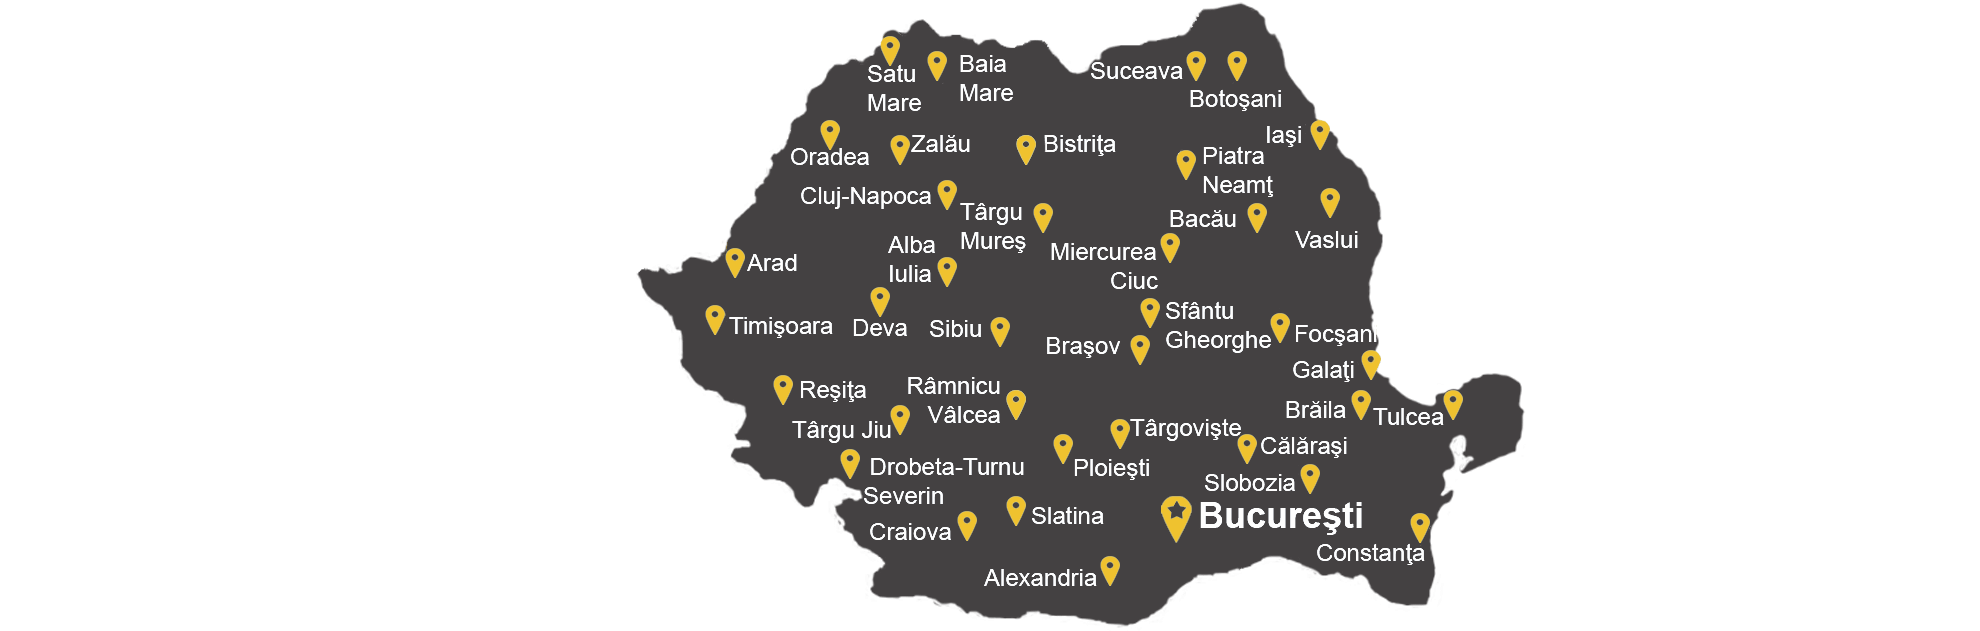 Satu
Mare
Baia
Mare
Suceava
Botoşani
Iaşi
Oradea
Zalău
Bistriţa
Piatra
Neamţ
Cluj-Napoca
Târgu
Mureş
Bacău
Vaslui
Alba
Iulia
Miercurea
Ciuc
Arad
Timişoara
Deva
Sibiu
Sfântu
Gheorghe
Braşov
Focşani
Galaţi
Reşiţa
Râmnicu
Vâlcea
Brăila
Tulcea
Târgu Jiu
Târgovişte
Călăraşi
Ploieşti
Drobeta-Turnu
Severin
Slobozia
Slatina
Bucureşti
Craiova
Constanţa
Alexandria